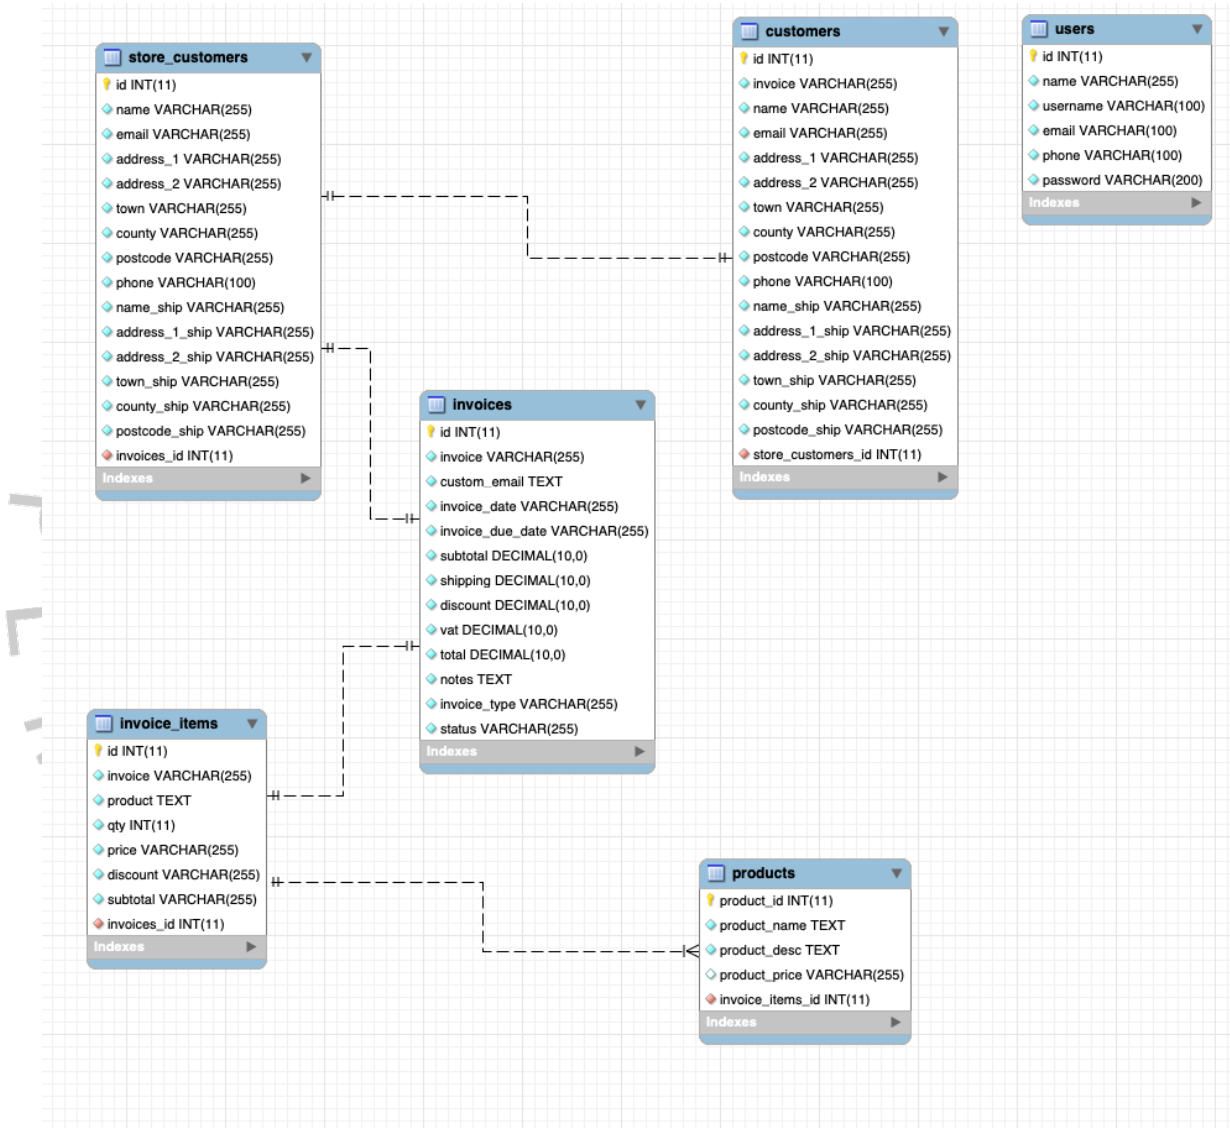 store_customers
id INT(11)
name VARCHAR(255)
email VARCHAR(255)
address_1 VARCHAR(255)
address_2 VARCHAR(255)
town VARCHAR(255)
county VARCHAR(255)
postcode VARCHAR(255)
phone VARCHAR(100)
name_ship VARCHAR(255)
address_1_ship VARCHAR(255)
address_2_ship VARCHAR(255)
town_ship VARCHAR(255)
county_ship VARCHAR(255)
postcode_ship VARCHAR(255)
invoices_id INT(11)
Indexes
customers
id INT(11)
invoice VARCHAR(255)
name VARCHAR(255)
email VARCHAR(255)
address_1 VARCHAR(255)
address_2 VARCHAR(255)
town VARCHAR(255)
county VARCHAR(255)
postcode VARCHAR(255)
phone VARCHAR(100)
name_ship VARCHAR(255)
address_1_ship VARCHAR(255)
address_2_ship VARCHAR(255)
town_ship VARCHAR(255)
county_ship VARCHAR(255)
postcode_ship VARCHAR(255)
store_customers_id INT(11)
Indexes
users
id INT(11)
name VARCHAR(255)
username VARCHAR(100)
email VARCHAR(100)
phone VARCHAR(100)
password VARCHAR(200)
Indexes
invoices
id INT(11)
invoice VARCHAR(255)
custom_email TEXT
invoice_date VARCHAR(255)
invoice_due_date VARCHAR(255)
subtotal DECIMAL(10,0)
shipping DECIMAL(10,0)
discount DECIMAL(10,0)
vat DECIMAL(10,0)
total DECIMAL(10,0)
notes TEXT
invoice_type VARCHAR(255)
status VARCHAR(255)
Indexes
invoice_items
id INT(11)
invoice VARCHAR(255)
product TEXT
qty INT(11)
price VARCHAR(255)
discount VARCHAR(255)
subtotal VARCHAR(255)
invoices_id INT(11)
Indexes
products
product_id INT(11)
product_name TEXT
product_desc TEXT
product_price VARCHAR(255)
invoice_items_id INT(11)
Indexes